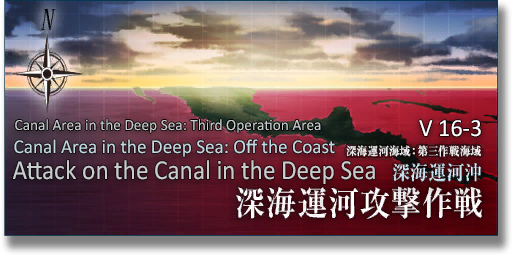 N
Canal Area in the Deep Sea: Third Operation Area
V 16-3
Canal Area in the Deep Sea: Off the Coast
深海運河海域：第三作戦海域
Attack on the Canal in the Deep Sea
深海運河沖
深海運河攻撃作戦